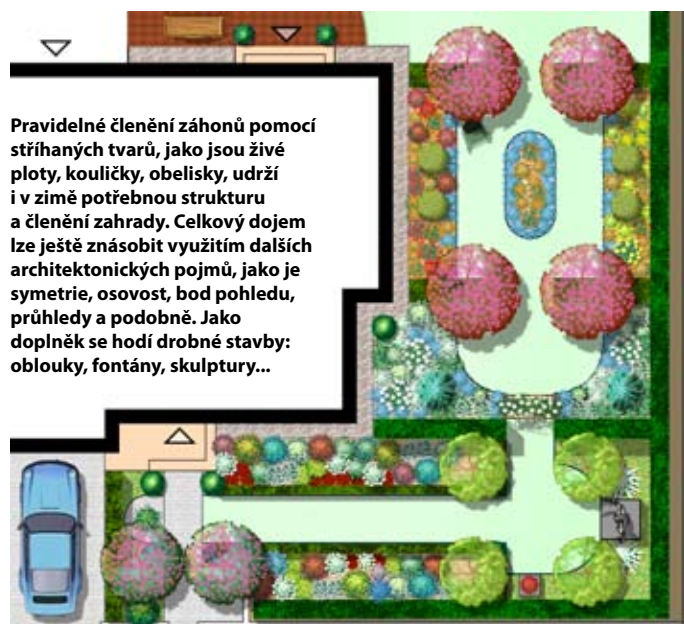 Pravidelné členění záhonů pomocí
stříhaných tvarů, jako jsou živé
ploty, kouličky, obelisky, udrží
i v zimě potřebnou strukturu
a členění zahrady. Celkový dojem
lze ještě znásobit využitím dalších
architektonických pojmů, jako je
symetrie, osovost, bod pohledu,
průhledy a podobně. Jako
doplněk se hodí drobné stavby:
oblouky, fontány, skulptury...